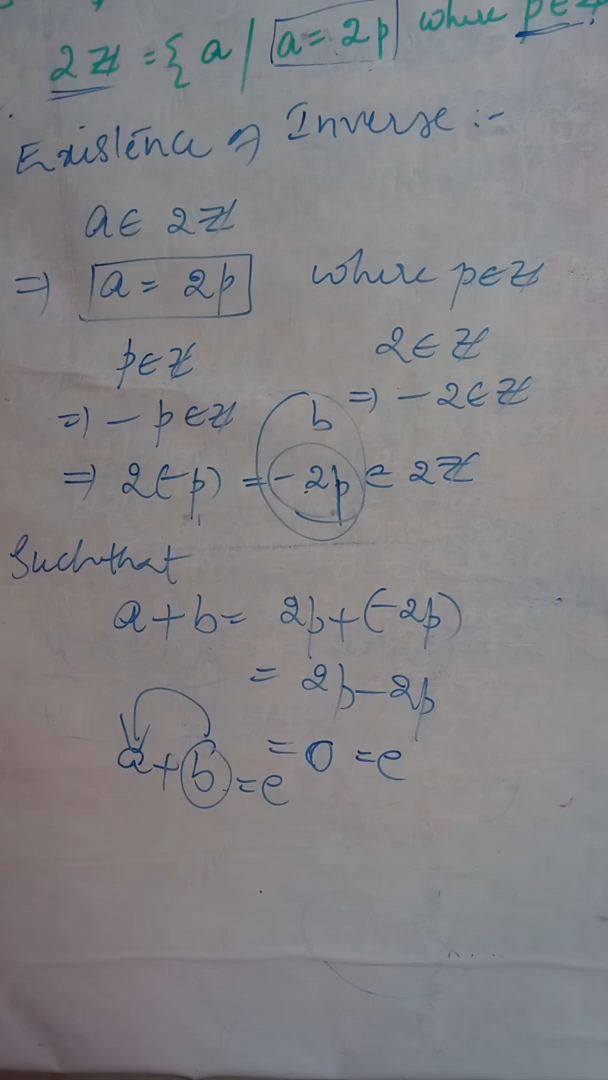 2ℤ = { a | a = 2p where p ∈ ℤ
Existence of Inverse :-
a ∈ 2ℤ
⇒ a = 2p where p ∈ ℤ
p ∈ ℤ 2 ∈ ℤ
⇒ - p ∈ ℤ b ⇒ - 2 ∈ ℤ
⇒ 2(-p) = -2p ∈ 2ℤ
Such that
a + b = 2p + (-2p)
= 2p - 2p
= 0 = e
a + b = e